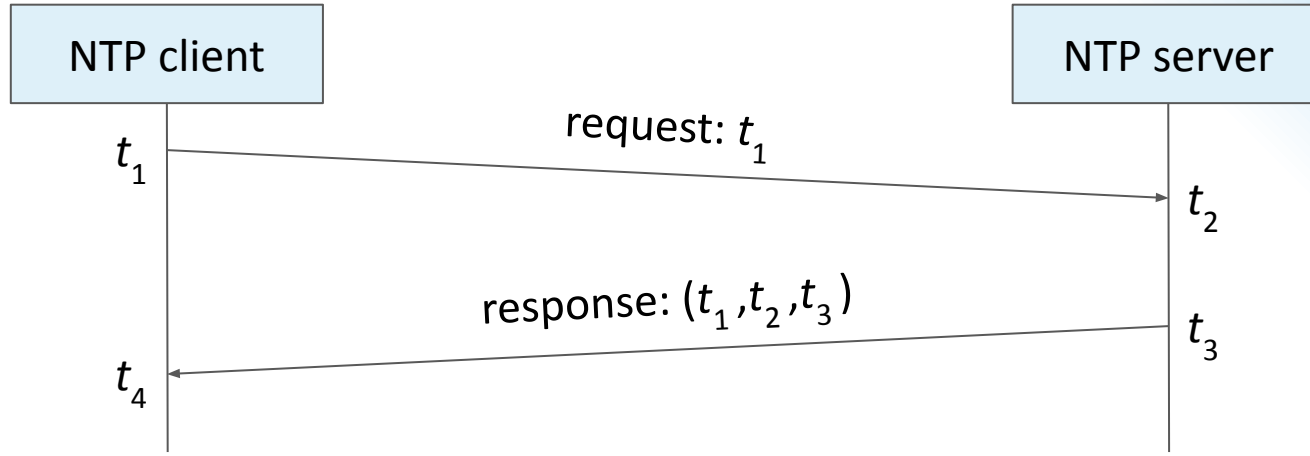 NTP client
NTP server
request: t₁
t₁
t₂
response: (t₁,t₂,t₃)
t₃
t₄